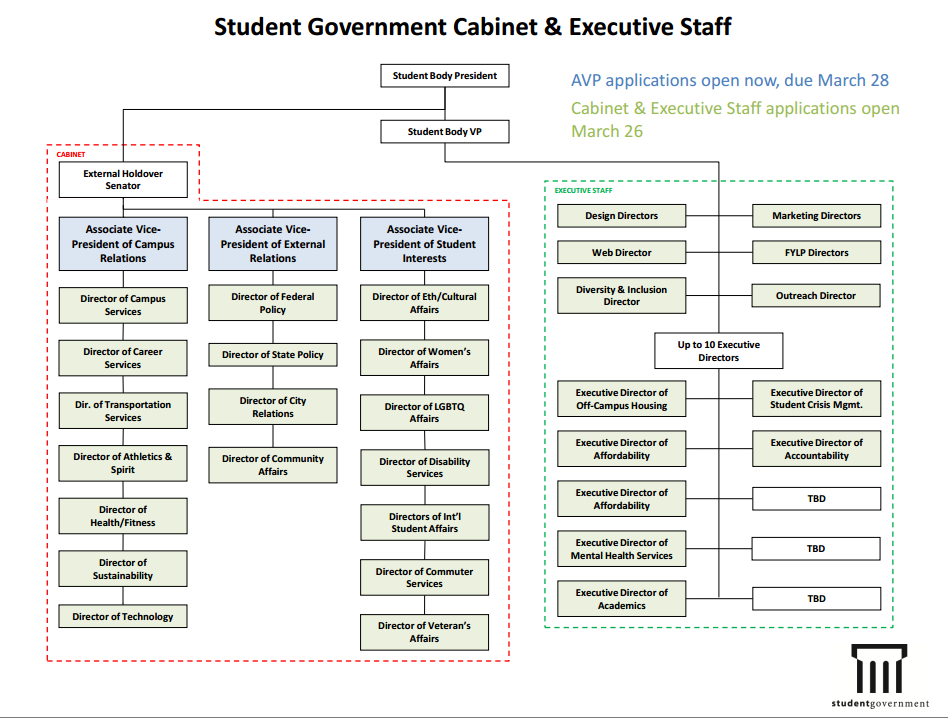 Student Government Cabinet & Executive Staff
Student Body President
AVP applications open now, due March 28
Cabinet & Executive Staff applications open
March 26
Student Body VP
CABINET
External Holdover
Senator
Associate Vice-
President of Campus
Relations
Director of Campus
Services
Director of Career
Services
Dir. of Transportation
Services
Director of Athletics &
Spirit
Director of
Health/Fitness
Director of
Sustainability
Director of Technology
Associate Vice-
President of External
Relations
Director of Federal
Policy
Director of State Policy
Director of City
Relations
Director of Community
Affairs
Associate Vice-
President of Student
Interests
Director of Eth/Cultural
Affairs
Director of Women's
Affairs
Director of LGBTQ
Affairs
Director of Disability
Services
Directors of Int'l
Student Affairs
Director of Commuter
Services
Director of Veteran's
Affairs
EXECUTIVE STAFF
Design Directors
Marketing Directors
Web Director
FYLP Directors
Diversity & Inclusion
Director
Outreach Director
Up to 10 Executive
Directors
Executive Director of
Off-Campus Housing
Executive Director of
Student Crisis Mgmt.
Executive Director of
Affordability
Executive Director of
Accountability
Executive Director of
Affordability
TBD
Executive Director of
Mental Health Services
TBD
Executive Director of
Academics
TBD
studentgovernment